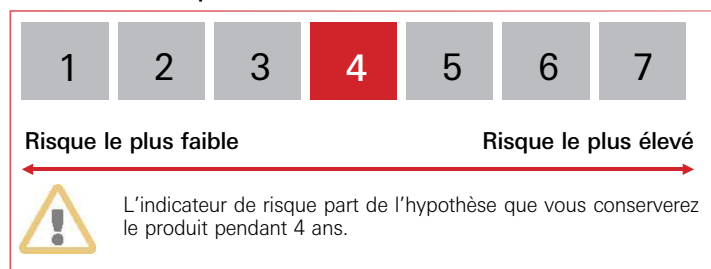 1 2 3 4 5 6 7
Risque le plus faible Risque le plus élevé
L'indicateur de risque part de l'hypothèse que vous conserverez
le produit pendant 4 ans.